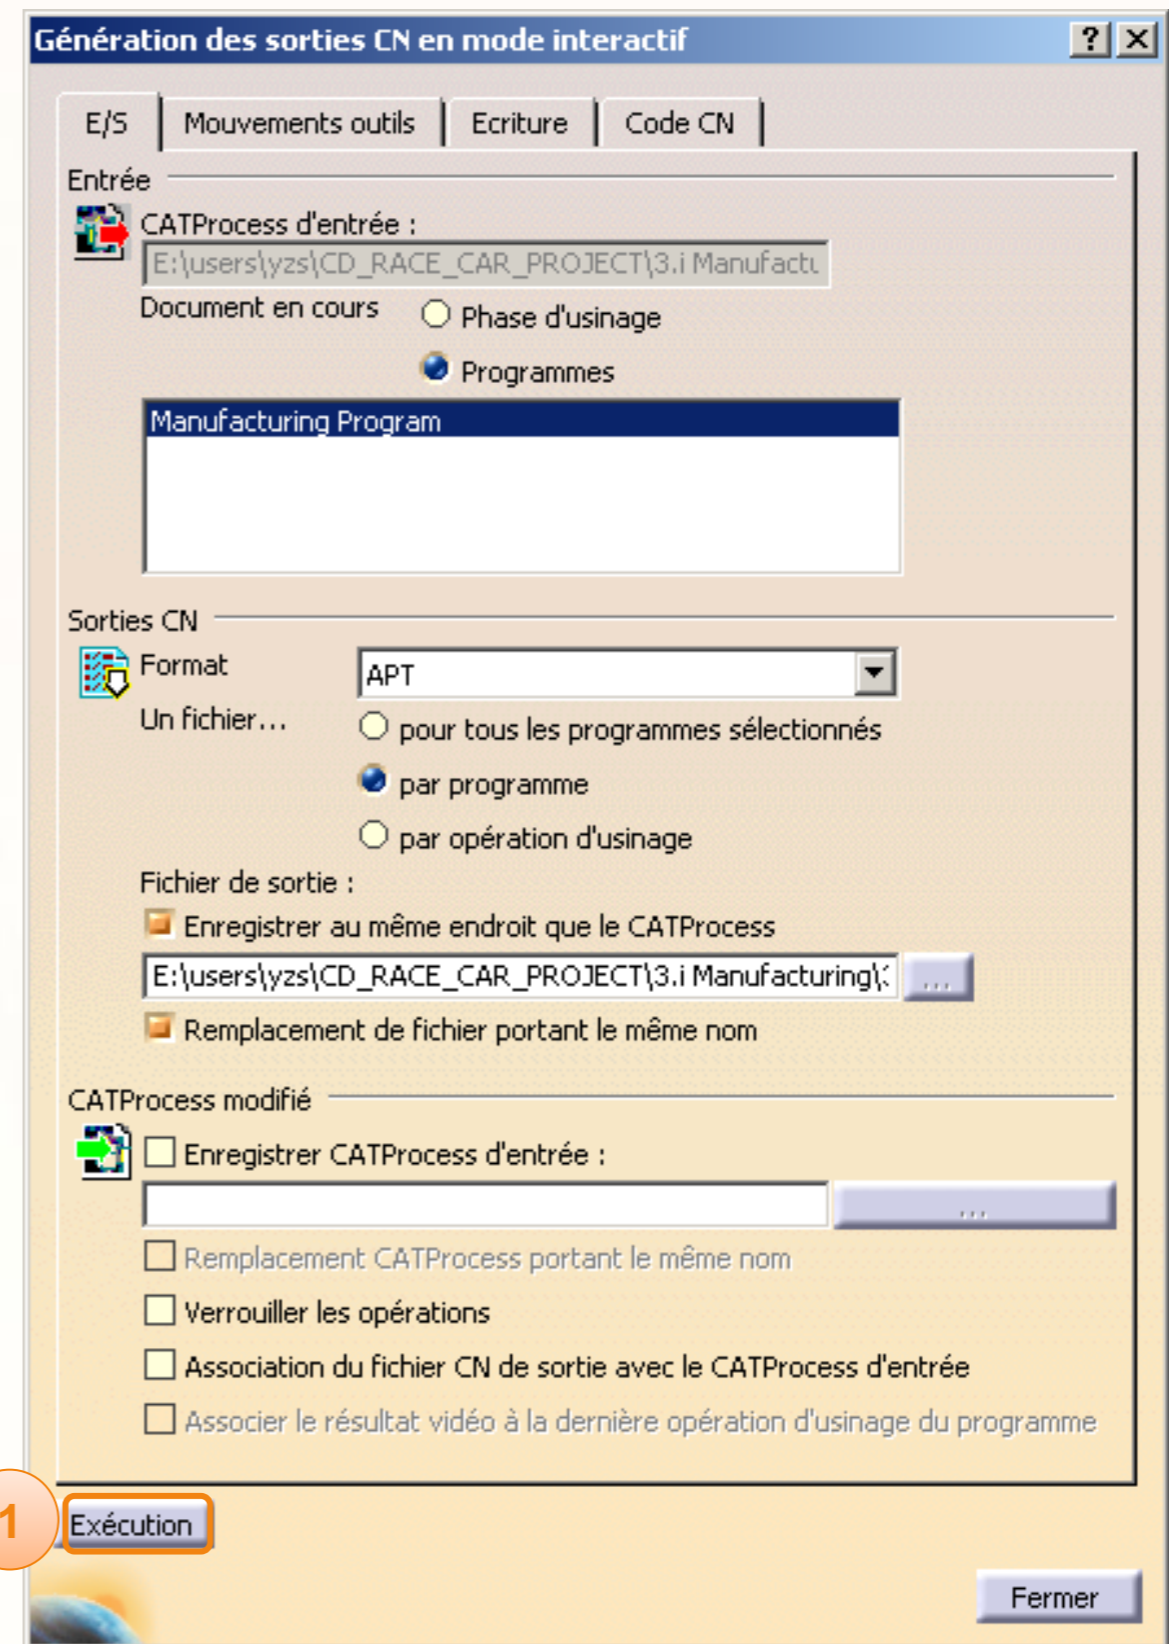 Génération des sorties CN en mode interactif
E/S Mouvements outils Ecriture Code CN
Entrée
CATProcess d'entrée :
E:\users\yzs\CD_RACE_CAR_PROJECT\3.i Manufactu
Document en cours Phase d'usinage
Programmes
Manufacturing Program
Sorties CN
Format APT
Un fichier... pour tous les programmes sélectionnés
par programme
par opération d'usinage
Fichier de sortie :
Enregistrer au même endroit que le CATProcess
E:\users\yzs\CD_RACE_CAR_PROJECT\3.i Manufacturing\ ...
Remplacement de fichier portant le même nom
CATProcess modifié
Enregistrer CATProcess d'entrée :
...
Remplacement CATProcess portant le même nom
Verrouiller les opérations
Association du fichier CN de sortie avec le CATProcess d'entrée
Associer le résultat vidéo à la dernière opération d'usinage du programme
1 Exécution
Fermer